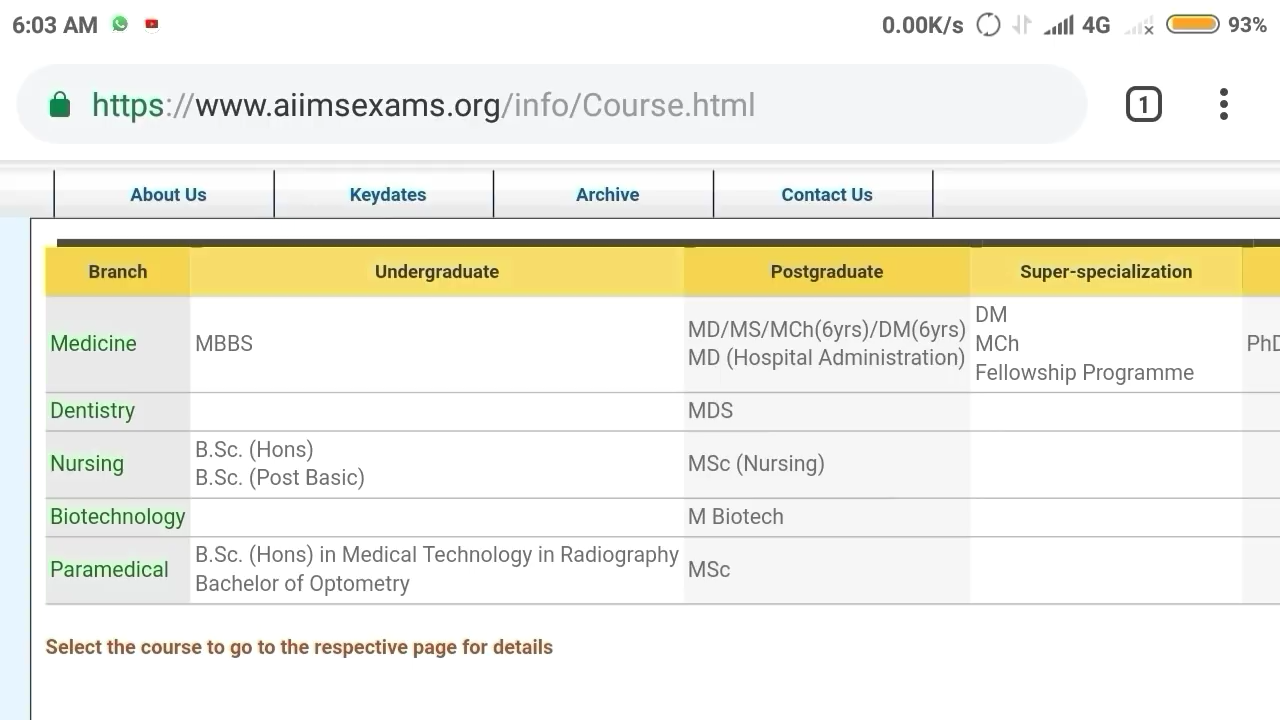 6:03 AM
0.00K/s
4G
93%
https://www.aiimsexams.org/info/Course.html
1
About Us
Keydates
Archive
Contact Us
Branch
Undergraduate
Postgraduate
Super-specialization
Medicine
MBBS
MD/MS/MCh(6yrs)/DM(6yrs)
MD (Hospital Administration)
DM
MCh
Fellowship Programme
PhD
Dentistry
MDS
Nursing
B.Sc. (Hons)
B.Sc. (Post Basic)
MSc (Nursing)
Biotechnology
M Biotech
Paramedical
B.Sc. (Hons) in Medical Technology in Radiography
Bachelor of Optometry
MSc
Select the course to go to the respective page for details